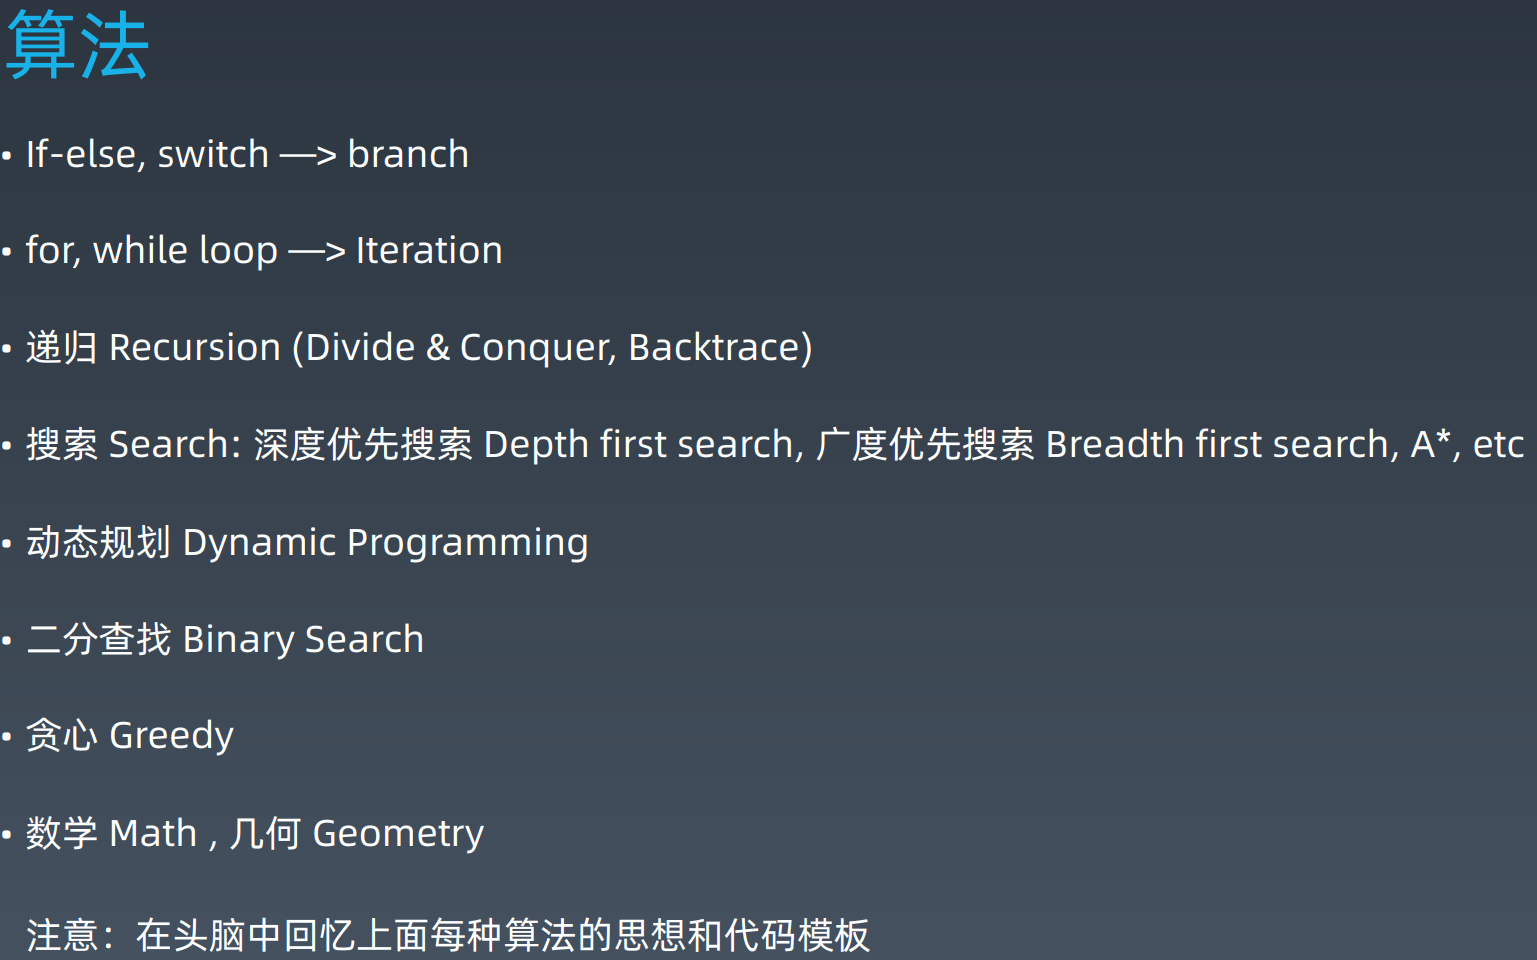 算法
• If-else, switch —> branch
• for, while loop —> Iteration
• 递归 Recursion (Divide & Conquer, Backtrace)
• 搜索 Search: 深度优先搜索 Depth first search, 广度优先搜索 Breadth first search, A*, etc
• 动态规划 Dynamic Programming
• 二分查找 Binary Search
• 贪心 Greedy
• 数学 Math , 几何 Geometry
注意：在头脑中回忆上面每种算法的思想和代码模板